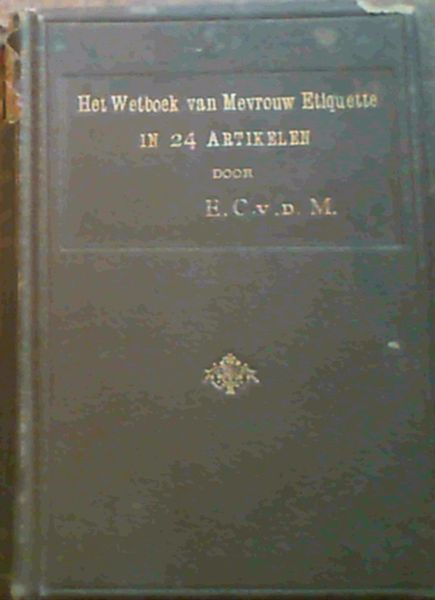 Het Wetboek van Mevrouw Etiquette
IN 24 ARTIKELEN
DOOR
E. C. v. D. M.